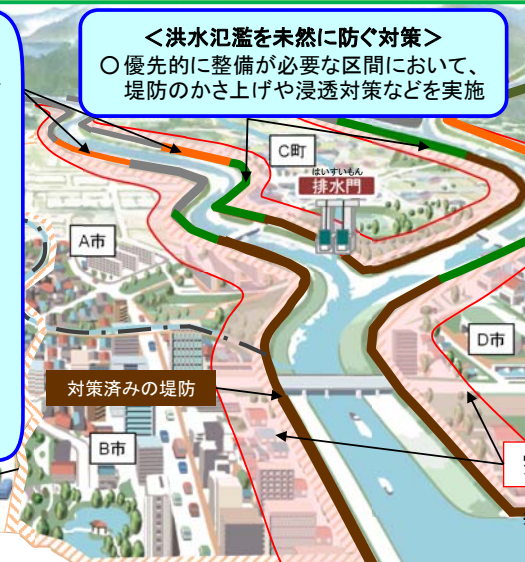 ＜洪水氾濫を未然に防ぐ対策＞
○優先的に整備が必要な区間において、
堤防のかさ上げや浸透対策などを実施
C町
はいすいもん
排水門
A市
D市
対策済みの堤防
B市